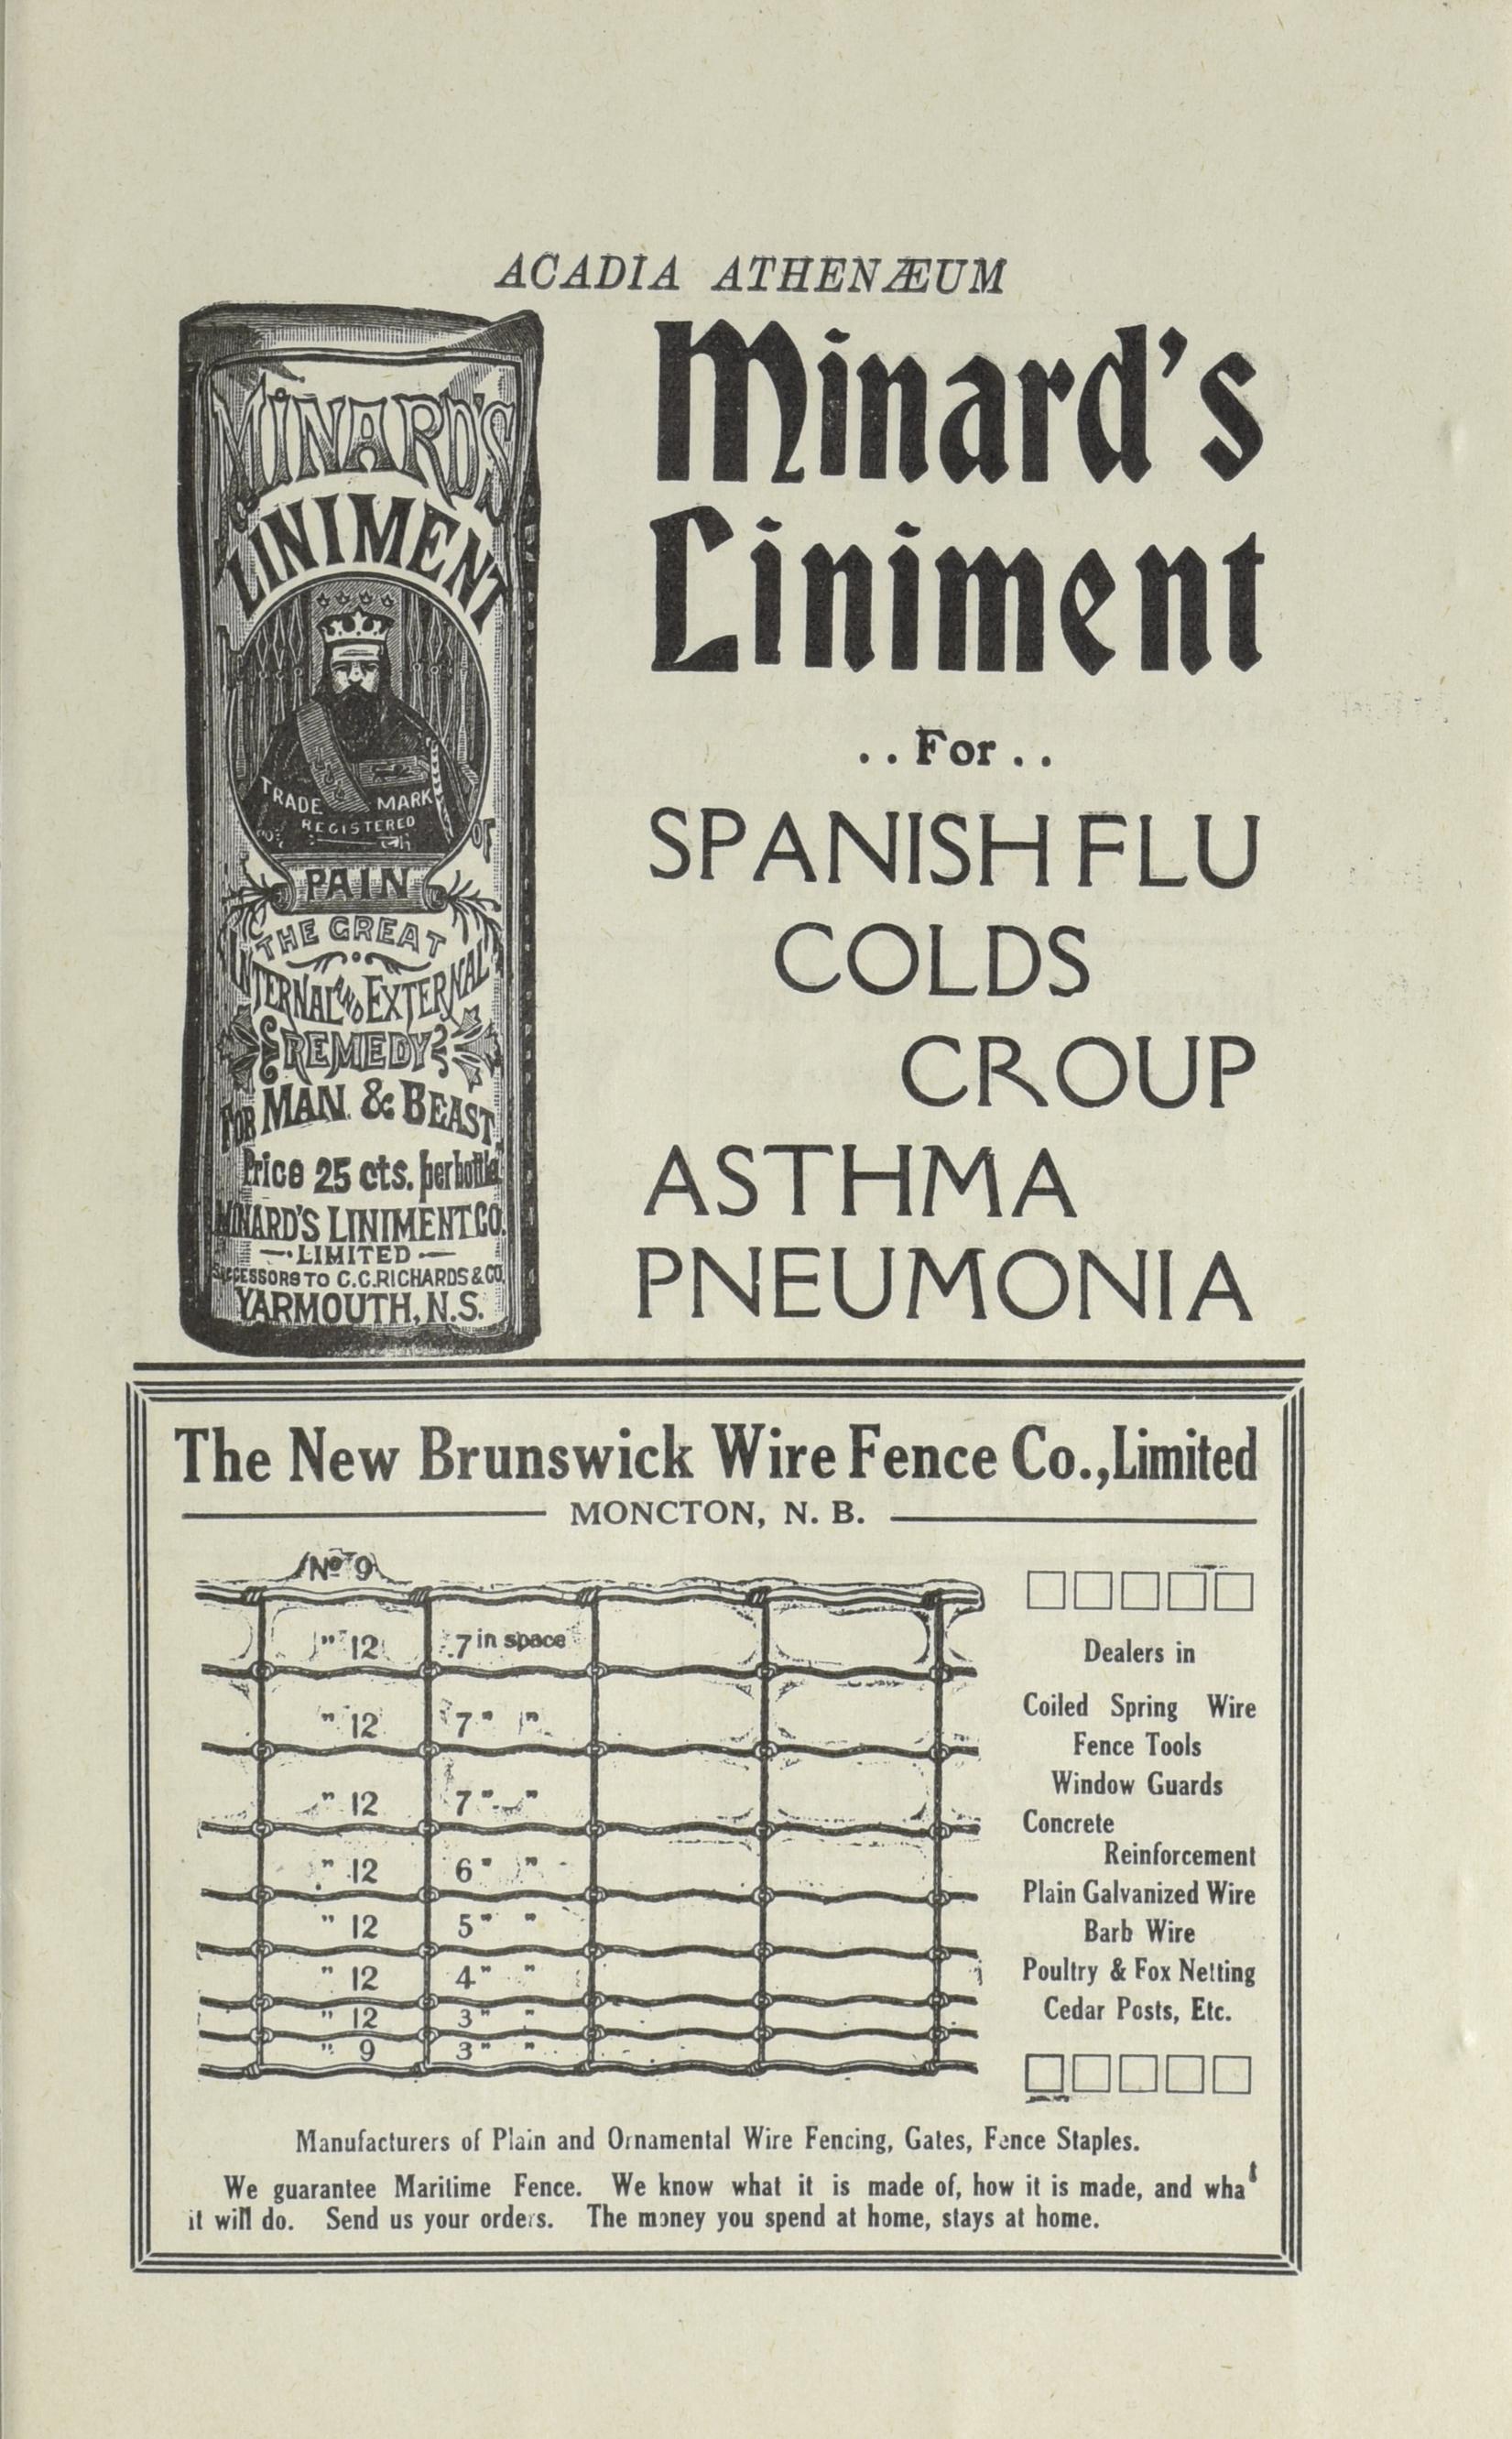 ACADIA ATHENÆUM
MINARD'S
LINIMENT
TRADE MARK
REGISTERED
OF
PAIN
THE GREAT
INTERNAL AND EXTERNAL
REMEDY
FOR MAN & BEAST
Price 25 cts. per bottle
MINARD'S LINIMENT CO.
LIMITED
SUCCESSORS TO C.C. RICHARDS & CO.
YARMOUTH, N.S.
Minard's
Liniment
..For..
SPANISH FLU
COLDS
CROUP
ASTHMA
PNEUMONIA
The New Brunswick Wire Fence Co., Limited
MONCTON, N. B.
No 9
" 12 7 in space
" 12 7" "
" 12 7" "
" 12 6" "
" 12 5" "
" 12 4" "
" 12 3" "
" 9 3" "
Dealers in
Coiled Spring Wire
Fence Tools
Window Guards
Concrete
Reinforcement
Plain Galvanized Wire
Barb Wire
Poultry & Fox Netting
Cedar Posts, Etc.
Manufacturers of Plain and Ornamental Wire Fencing, Gates, Fence Staples.
We guarantee Maritime Fence. We know what it is made of, how it is made, and what
it will do. Send us your orders. The money you spend at home, stays at home.